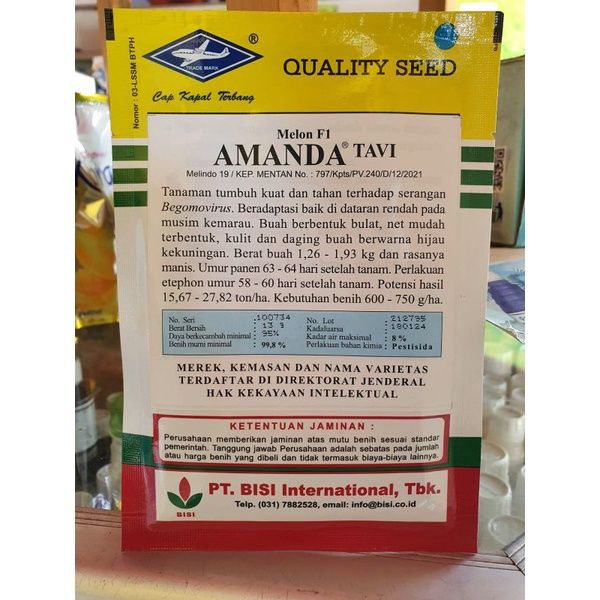 Nomor : 03-LSSM BTPH
TRADE MARK
®
Cap Kapal Terbang
QUALITY SEED
Melon F1
AMANDA® TAVI
Melindo 19 / KEP. MENTAN No. : 797/Kpts/PV.240/D/12/2021
Tanaman tumbuh kuat dan tahan terhadap serangan
Begomovirus. Beradaptasi baik di dataran rendah pada
musim kemarau. Buah berbentuk bulat, net mudah
terbentuk, kulit dan daging buah berwarna hijau
kekuningan. Berat buah 1,26 - 1,93 kg dan rasanya
manis. Umur panen 63 - 64 hari setelah tanam. Perlakuan
etephon umur 58 - 60 hari setelah tanam. Potensi hasil
15,67 - 27,82 ton/ha. Kebutuhan benih 600 - 750 g/ha.
No. Seri : 100734 No. Lot : 212795
Berat Bersih : 13 g Kadaluarsa : 180124
Daya berkecambah minimal : 95% Kadar air maksimal : 8 %
Benih murni minimal : 99,8 % Perlakuan bahan kimia : Pestisida
MEREK, KEMASAN DAN NAMA VARIETAS
TERDAFTAR DI DIREKTORAT JENDERAL
HAK KEKAYAAN INTELEKTUAL
KETENTUAN JAMINAN :
Perusahaan memberikan jaminan atas mutu benih sesuai standar
pemerintah. Tanggung jawab Perusahaan adalah sebatas pada jumlah
atau harga benih yang dibeli dan tidak termasuk biaya-biaya lainnya.
BISI
PT. BISI International, Tbk.
Telp. (031) 7882528, email: info@bisi.co.id